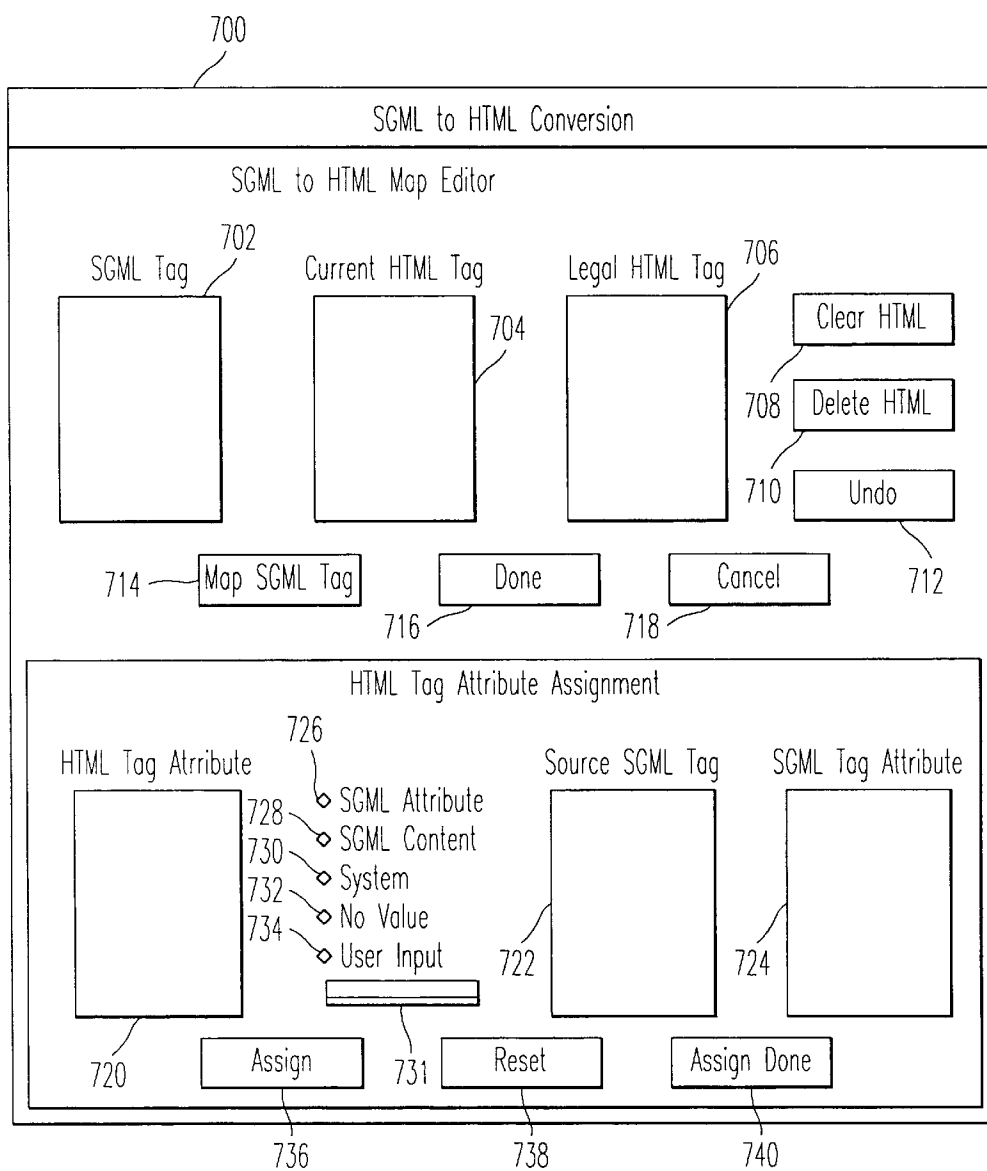 700
SGML to HTML Conversion
SGML to HTML Map Editor
702
706
SGML Tag
Current HTML Tag
Legal HTML Tag
Clear HTML
704
708
Delete HTML
710
Undo
714
Map SGML Tag
Done
Cancel
712
716
718
HTML Tag Attribute Assignment
726
HTML Tag Atrribute
Source SGML Tag
SGML Tag Attribute
SGML Attribute
728
SGML Content
730
System
732
No Value
734
User Input
722
724
720
Assign
731
Reset
Assign Done
736
738
740